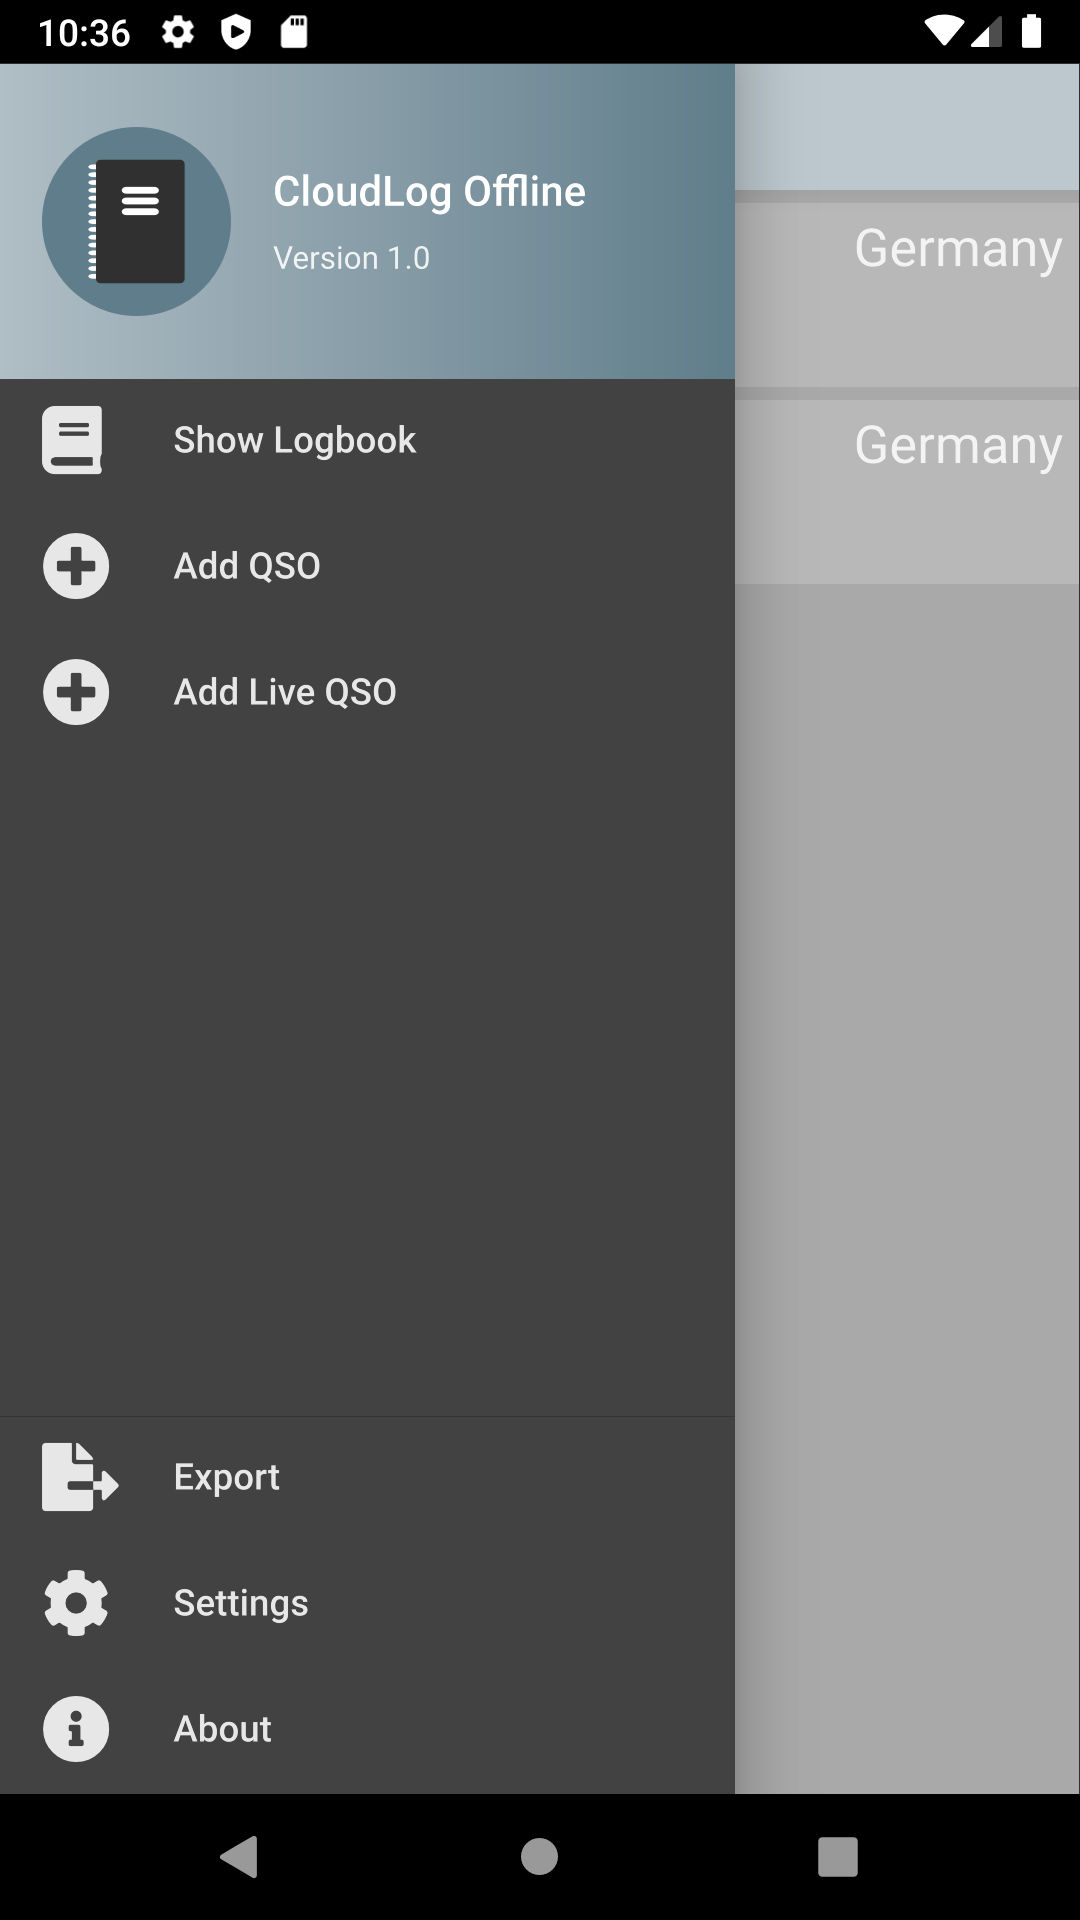 10:36
CloudLog Offline
Version 1.0
Germany
Germany
Show Logbook
Add QSO
Add Live QSO
Export
Settings
About